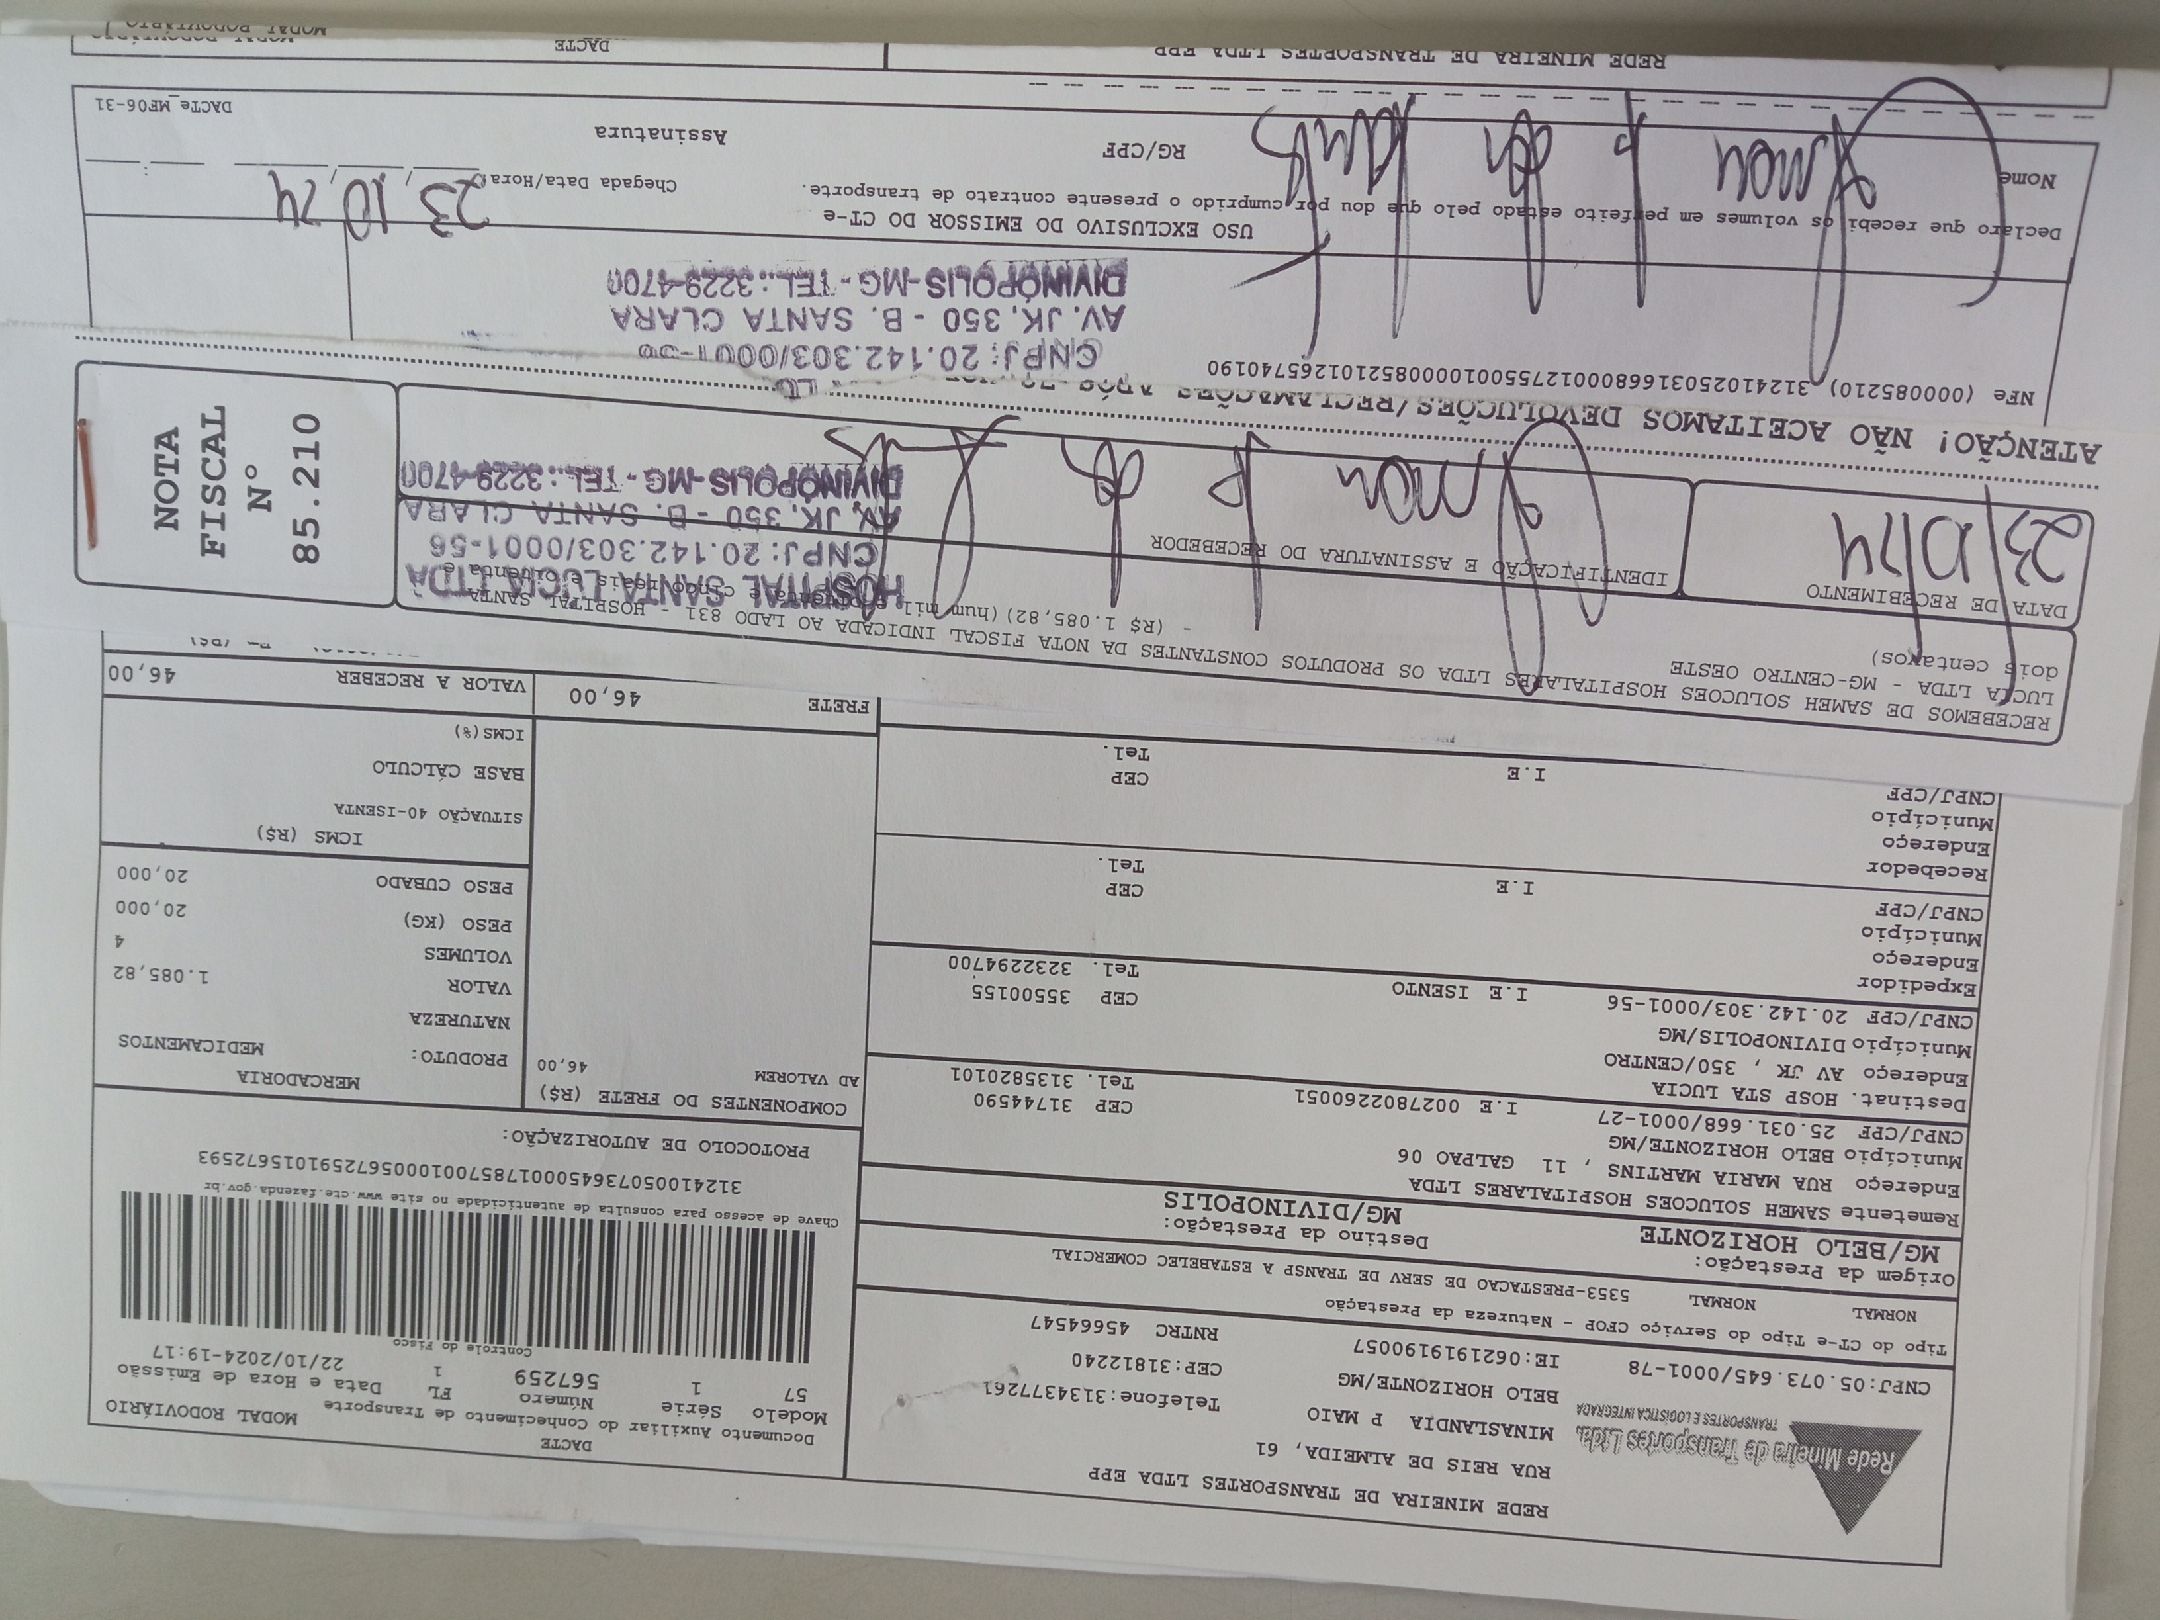 REDE MINEIRA DE TRANSPORTES LTDA EPP
RUA REIS DE ALMEIDA, 61
MINASLANDIA P MAIO Telefone:3134377261
BELO HORIZONTE/MG CEP:31812240
CNPJ:05.073.645/0001-78 IE:0621919190057 RNTRC 45664547
Rede Mineira de Transportes Ltda.
TRANSPORTES E LOGÍSTICA INTEGRADA
DACTE
Documento Auxiliar do Conhecimento de Transporte MODAL RODOVIÁRIO
Modelo Série Número FL Data e Hora de Emissão
57 1 567259 1 22/10/2024-19:17
Controle do Fisco
Chave de acesso para consulta de autenticidade no site www.cte.fazenda.gov.br
31241005073645000178570010005672591015672593
PROTOCOLO DE AUTORIZAÇÃO:
Tipo do CT-e Tipo do Serviço CFOP - Natureza da Prestação
NORMAL NORMAL 5353-PRESTACAO DE SERV DE TRANSP A ESTABELEC COMERCIAL
Origem da Prestação: Destino da Prestação:
MG/BELO HORIZONTE MG/DIVINOPOLIS
Remetente SAMEH SOLUCOES HOSPITALARES LTDA
Endereço RUA MARIA MARTINS , 11 GALPAO 06
Município BELO HORIZONTE/MG CEP 31744590
CNPJ/CPF 25.031.668/0001-27 I.E 0027802260051 Tel. 3135820101
Destinat. HOSP STA LUCIA
Endereço AV JK , 350/CENTRO
Município DIVINOPOLIS/MG CEP 35500155
CNPJ/CPF 20.142.303/0001-56 I.E ISENTO Tel. 3232294700
Expedidor
Endereço
Município CEP
CNPJ/CPF I.E Tel.
Recebedor
Endereço
Município CEP
CNPJ/CPF I.E Tel.
COMPONENTES DO FRETE (R$)
AD VALOREM 46,00
FRETE 46,00
MERCADORIA
PRODUTO: MEDICAMENTOS
NATUREZA
VALOR 1.085,82
VOLUMES 4
PESO (KG) 20,000
PESO CUBADO 20,000
ICMS (R$)
SITUAÇÃO 40-ISENTA
BASE CÁLCULO
ICMS(%)
VALOR A RECEBER 46,00
RECEBEMOS DE SAMEH SOLUCOES HOSPITALARES LTDA OS PRODUTOS CONSTANTES DA NOTA FISCAL INDICADA AO LADO 831 - HOSPITAL SANTA
LUCIA LTDA - MG-CENTRO OESTE - (R$ 1.085,82) (hum mil e oitenta e cinco reais e oitenta e
dois centavos)
DATA DE RECEBIMENTO
23/10/24
IDENTIFICAÇÃO E ASSINATURA DO RECEBEDOR
HOSPITAL SANTA LUCIA LTDA
CNPJ: 20.142.303/0001-56
AV. JK, 350 - B. SANTA CLARA
DIVINÓPOLIS-MG - TEL.: 3229-4700
NOTA
FISCAL
N°
85.210
ATENÇÃO! NÃO ACEITAMOS DEVOLUÇÕES/RECLAMAÇÕES APÓS
NFe (000085210) 31241025031668000127550010000852101265740190
CNPJ: 20.142.303/0001-56
AV. JK, 350 - B. SANTA CLARA
DIVINÓPOLIS-MG - TEL.: 3229-4700
USO EXCLUSIVO DO EMISSOR DO CT-e
Declaro que recebi os volumes em perfeito estado pelo que dou por cumprido o presente contrato de transporte.
Nome RG/CPF Assinatura
Chegada Data/Hora 23 10 24
DACTe_MF06-31
REDE MINEIRA DE TRANSPORTES LTDA EPP
DACTE
MODAL RODOVIÁRIO